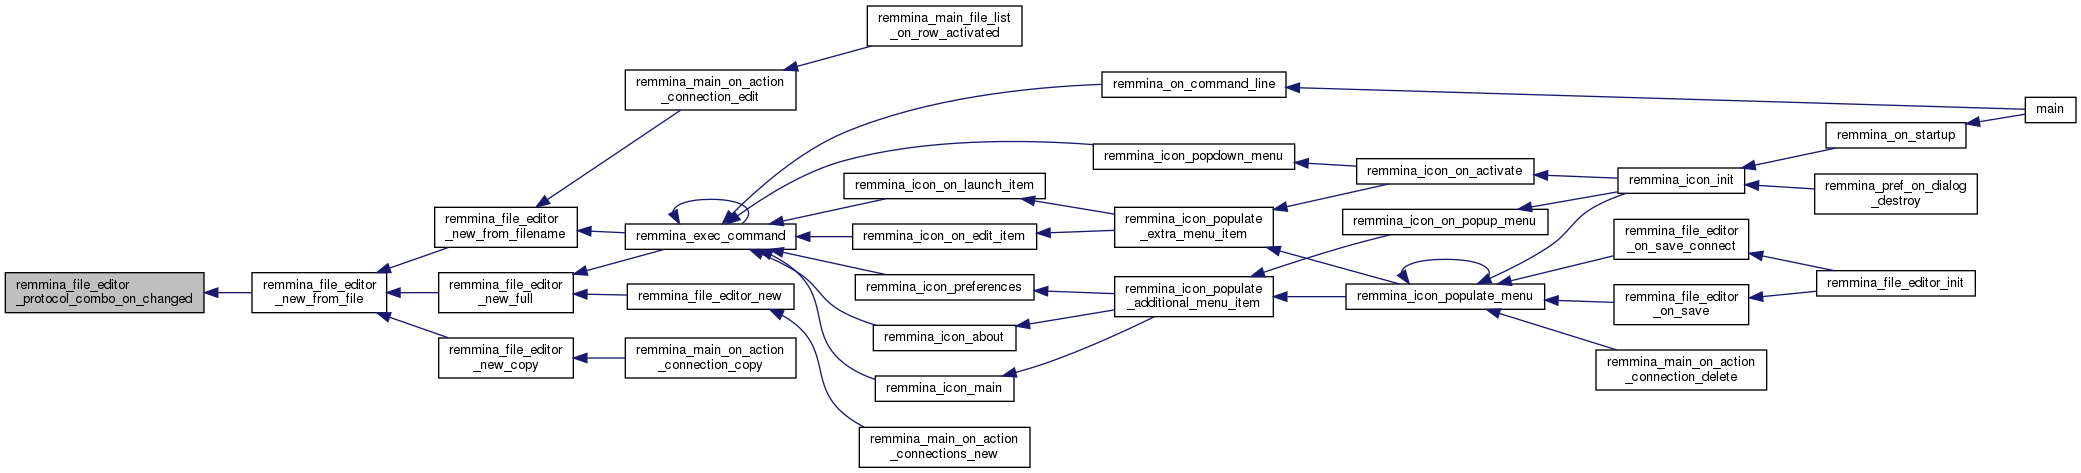 remmina_file_editor
_protocol_combo_on_changed
remmina_file_editor
_new_from_file
remmina_file_editor
_new_from_filename
remmina_file_editor
_new_full
remmina_file_editor
_new_copy
remmina_main_on_action
_connection_edit
remmina_exec_command
remmina_file_editor_new
remmina_main_on_action
_connection_copy
remmina_main_file_list
_on_row_activated
remmina_icon_on_launch_item
remmina_icon_on_edit_item
remmina_icon_preferences
remmina_icon_about
remmina_icon_main
remmina_main_on_action
_connections_new
remmina_on_command_line
remmina_icon_popdown_menu
remmina_icon_populate
_extra_menu_item
remmina_icon_populate
_additional_menu_item
remmina_icon_on_activate
remmina_icon_on_popup_menu
remmina_icon_populate_menu
remmina_icon_init
remmina_file_editor
_on_save_connect
remmina_file_editor
_on_save
remmina_main_on_action
_connection_delete
main
remmina_on_startup
remmina_pref_on_dialog
_destroy
remmina_file_editor_init